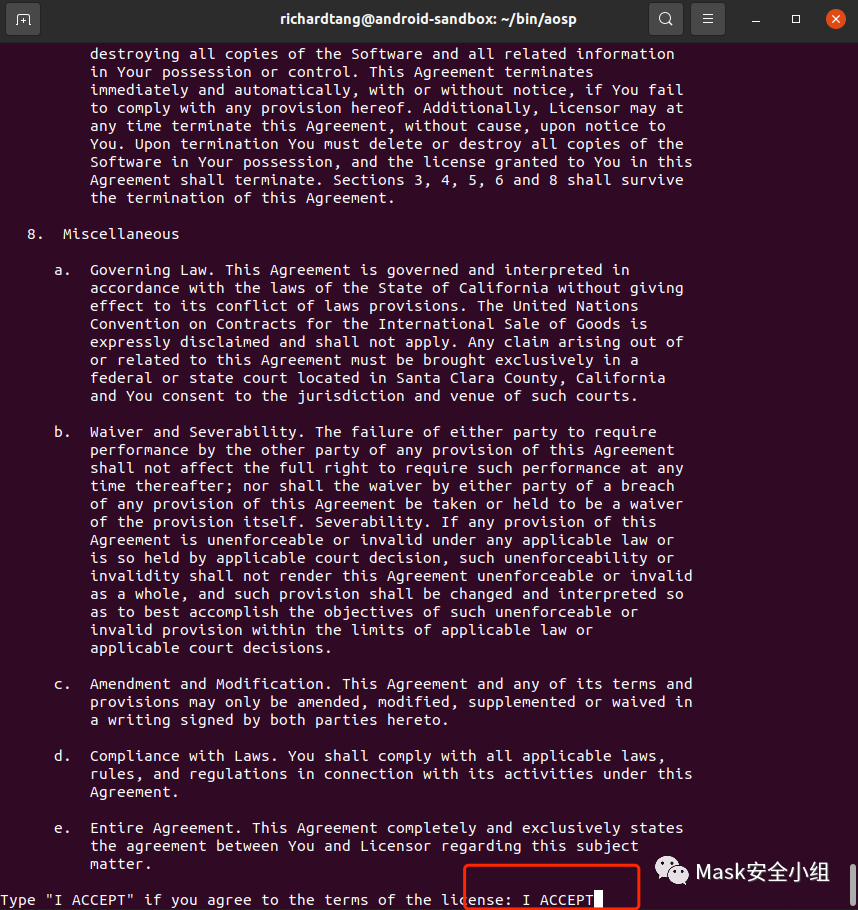 richardtang@android-sandbox: ~/bin/aosp
destroying all copies of the Software and all related information
in Your possession or control. This Agreement terminates
immediately and automatically, with or without notice, if You fail
to comply with any provision hereof. Additionally, Licensor may at
any time terminate this Agreement, without cause, upon notice to
You. Upon termination You must delete or destroy all copies of the
Software in Your possession, and the license granted to You in this
Agreement shall terminate. Sections 3, 4, 5, 6 and 8 shall survive
the termination of this Agreement.
8. Miscellaneous
a. Governing Law. This Agreement is governed and interpreted in
accordance with the laws of the State of California without giving
effect to its conflict of laws provisions. The United Nations
Convention on Contracts for the International Sale of Goods is
expressly disclaimed and shall not apply. Any claim arising out of
or related to this Agreement must be brought exclusively in a
federal or state court located in Santa Clara County, California
and You consent to the jurisdiction and venue of such courts.
b. Waiver and Severability. The failure of either party to require
performance by the other party of any provision of this Agreement
shall not affect the full right to require such performance at any
time thereafter; nor shall the waiver by either party of a breach
of any provision of this Agreement be taken or held to be a waiver
of the provision itself. Severability. If any provision of this
Agreement is unenforceable or invalid under any applicable law or
is so held by applicable court decision, such unenforceability or
invalidity shall not render this Agreement unenforceable or invalid
as a whole, and such provision shall be changed and interpreted so
as to best accomplish the objectives of such unenforceable or
invalid provision within the limits of applicable law or
applicable court decisions.
c. Amendment and Modification. This Agreement and any of its terms and
provisions may only be amended, modified, supplemented or waived in
a writing signed by both parties hereto.
d. Compliance with Laws. You shall comply with all applicable laws,
rules, and regulations in connection with its activities under this
Agreement.
e. Entire Agreement. This Agreement completely and exclusively states
the agreement between You and Licensor regarding this subject
matter.
Mask安全小组
Type "I ACCEPT" if you agree to the terms of the license: I ACCEPT